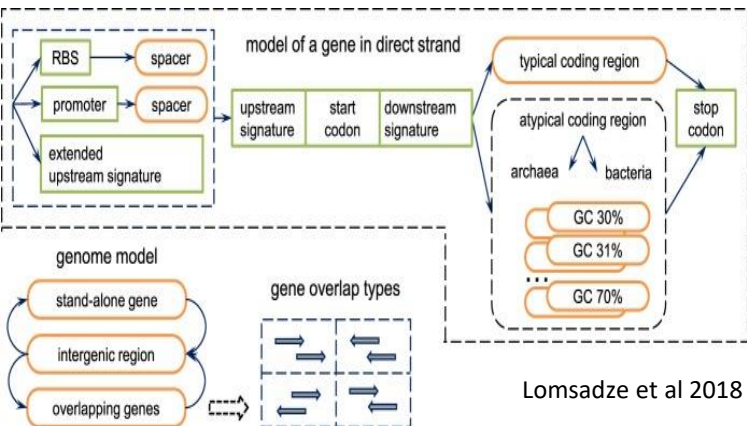 model of a gene in direct strand
RBS
spacer
promoter
spacer
extended
upstream signature
upstream
signature
start
codon
downstream
signature
typical coding region
atypical coding region
archaea
bacteria
GC 30%
GC 31%
...
GC 70%
stop
codon
genome model
stand-alone gene
intergenic region
overlapping genes
gene overlap types
Lomsadze et al 2018